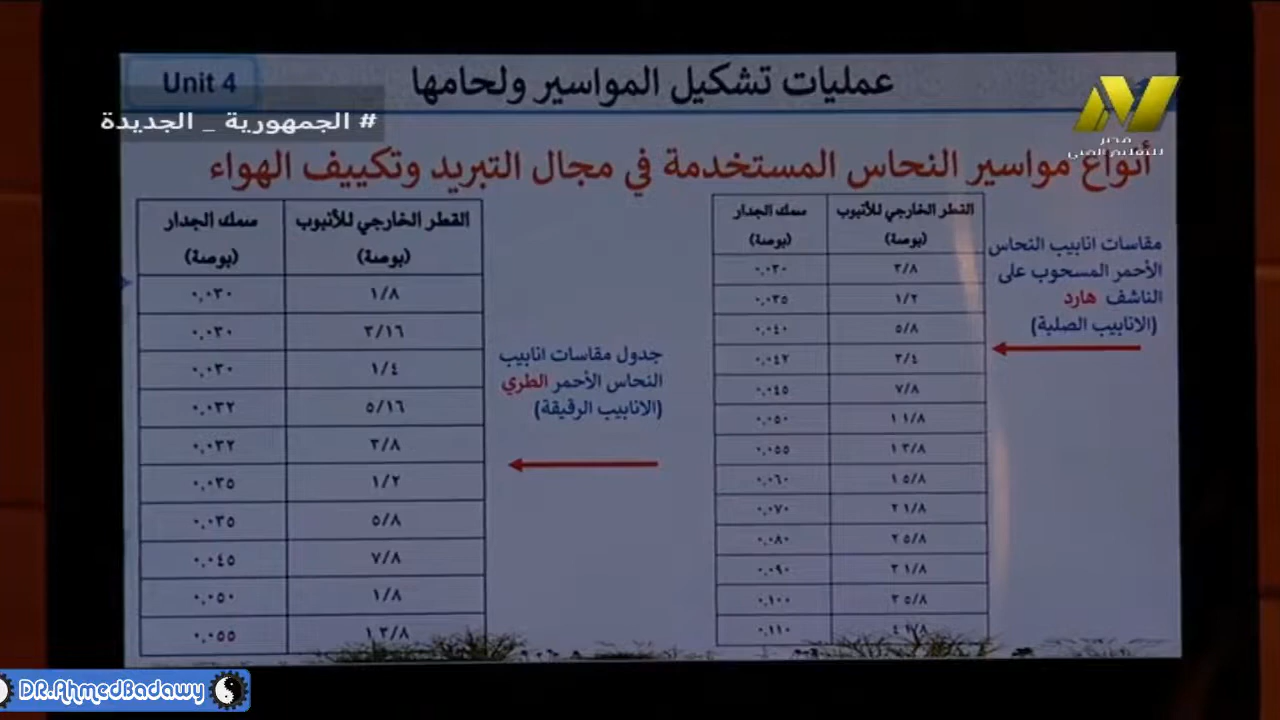 Unit 4
عمليات تشكيل المواسير ولحامها
# الجمهورية _ الجديدة
مصر
للتعليم الفني
أنواع مواسير النحاس المستخدمة في مجال التبريد وتكييف الهواء
مقاسات انابيب النحاس
الأحمر المسحوب على
الناشف هارد
(الانابيب الصلبة)
القطر الخارجي للأنبوب (بوصة) سمك الجدار (بوصة)
٣/٨ ٠,٠٣٠
١/٢ ٠,٠٣٥
٥/٨ ٠,٠٤٠
٣/٤ ٠,٠٤٢
٧/٨ ٠,٠٤٥
١ ١/٨ ٠,٠٥٠
١ ٣/٨ ٠,٠٥٥
١ ٥/٨ ٠,٠٦٠
٢ ١/٨ ٠,٠٧٠
٢ ٥/٨ ٠,٠٨٠
٣ ١/٨ ٠,٠٩٠
٣ ٥/٨ ٠,١٠٠
٤ ١/٨ ٠,١١٠
جدول مقاسات انابيب
النحاس الأحمر الطري
(الانابيب الرقيقة)
القطر الخارجي للأنبوب (بوصة) سمك الجدار (بوصة)
١/٨ ٠,٠٣٠
٣/١٦ ٠,٠٣٠
١/٤ ٠,٠٣٠
٥/١٦ ٠,٠٣٢
٣/٨ ٠,٠٣٢
١/٢ ٠,٠٣٥
٥/٨ ٠,٠٣٥
٧/٨ ٠,٠٤٥
١/٨ ٠,٠٥٠
١ ٣/٨ ٠,٠٥٥
DR.AhmedBadawy